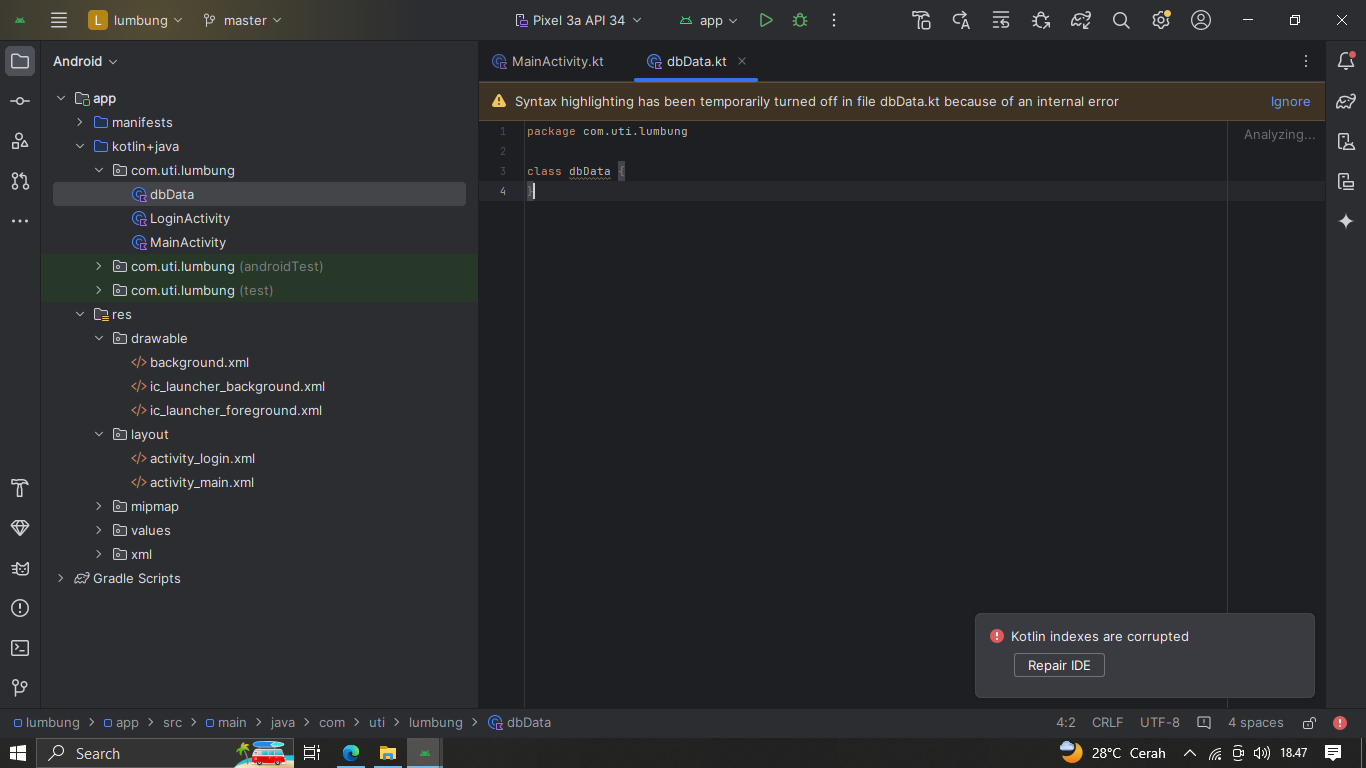 L lumbung
master
Pixel 3a API 34
app
Android
MainActivity.kt
dbData.kt
Syntax highlighting has been temporarily turned off in file dbData.kt because of an internal error
Ignore
Analyzing...
1 package com.uti.lumbung
2
3 class dbData {
4 }
app
manifests
kotlin+java
com.uti.lumbung
dbData
LoginActivity
MainActivity
com.uti.lumbung (androidTest)
com.uti.lumbung (test)
res
drawable
background.xml
ic_launcher_background.xml
ic_launcher_foreground.xml
layout
activity_login.xml
activity_main.xml
mipmap
values
xml
Gradle Scripts
Kotlin indexes are corrupted
Repair IDE
lumbung > app > src > main > java > com > uti > lumbung > dbData
4:2 CRLF UTF-8 4 spaces
Search
28°C Cerah
18.47